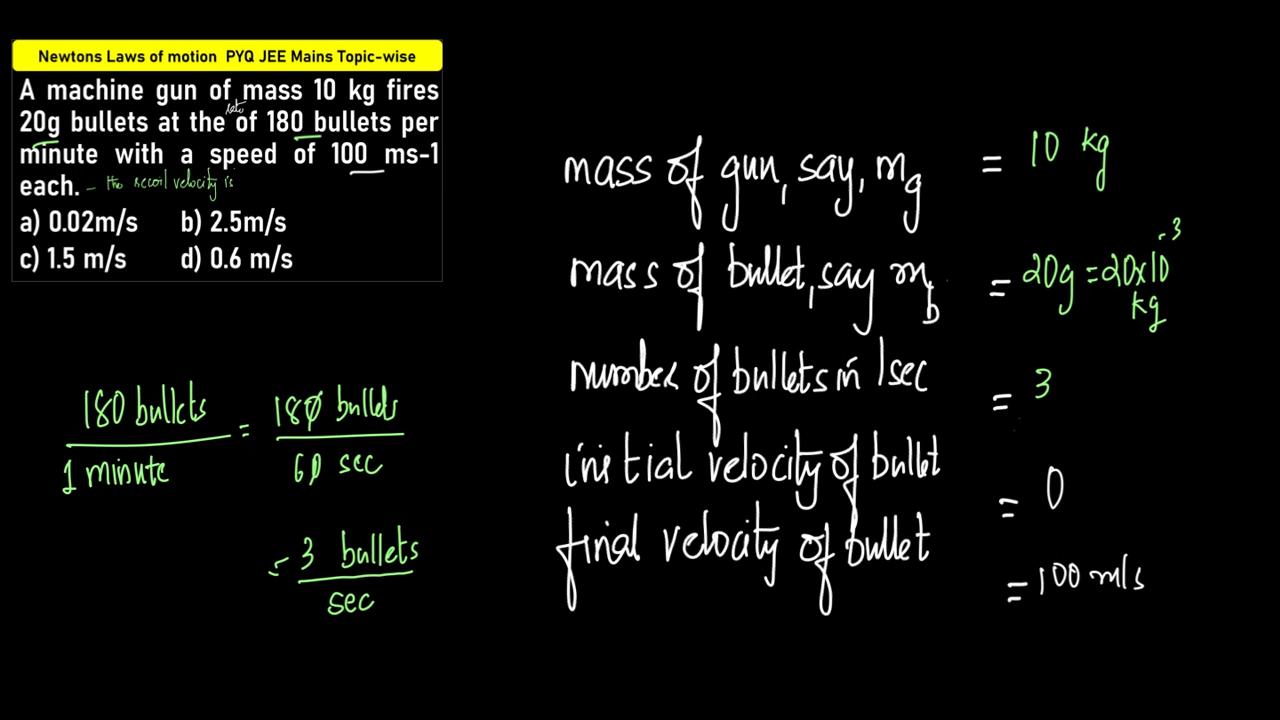 Newtons Laws of motion PYQ JEE Mains Topic-wise
A machine gun of mass 10 kg fires
rate
20g bullets at the of 180 bullets per
minute with a speed of 100 ms-1
each. - the recoil velocity is
a) 0.02m/s b) 2.5m/s
c) 1.5 m/s d) 0.6 m/s
mass of gun, say, mg = 10 kg
mass of bullet, say mb = 20g = 20x10-3 kg
number of bullets in 1sec = 3
initial velocity of bullet = 0
final velocity of bullet = 100 m/s
180 bullets = 180 bullets
1 minute 60 sec
= 3 bullets
sec